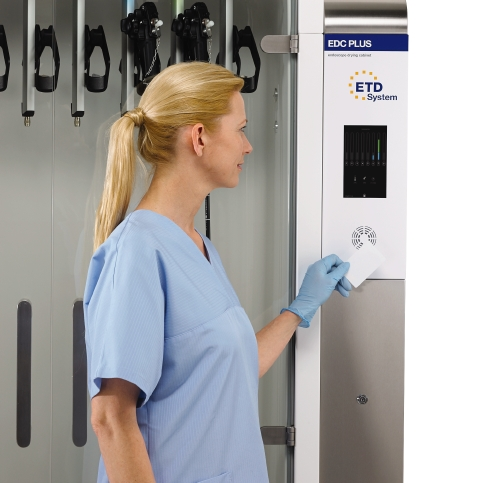 EDC PLUS
endoscope drying cabinet
ETD
System